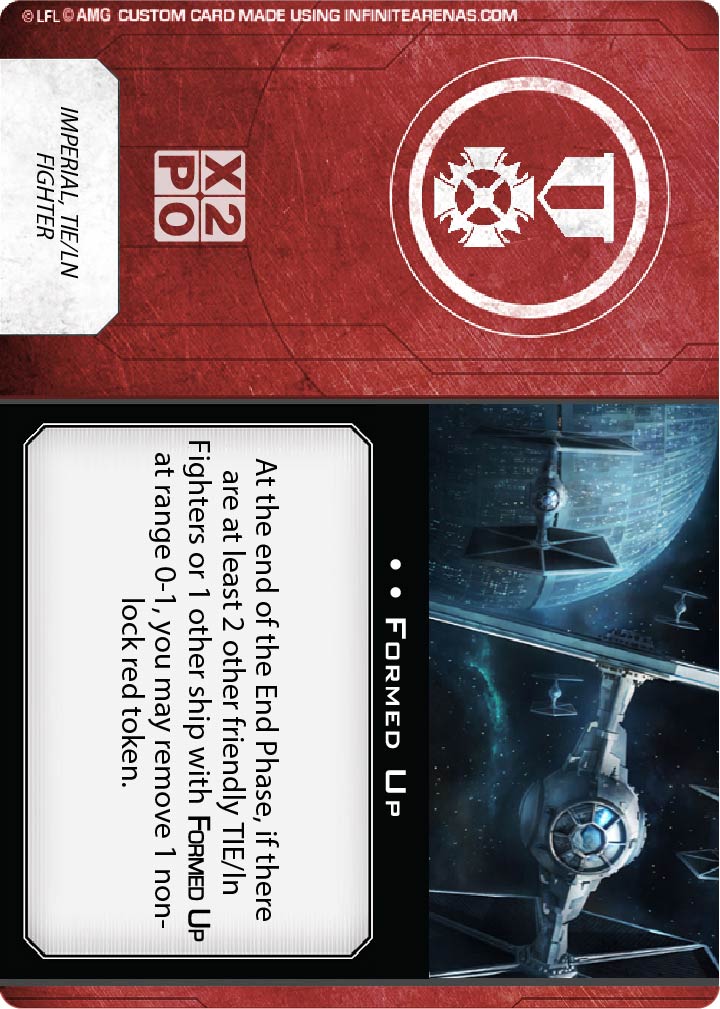 •• Formed Up
At the end of the End Phase, if there
are at least 2 other friendly TIE/ln
Fighters or 1 other ship with Formed Up
at range 0-1, you may remove 1 non-
lock red token.
IMPERIAL, TIE/LN
FIGHTER
X2
PO
© LFL © AMG CUSTOM CARD MADE USING INFINITEARENAS.COM